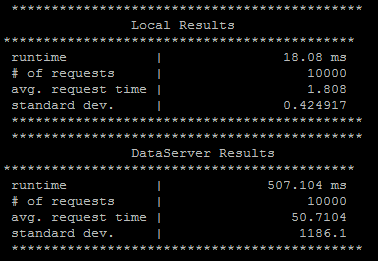 ********************************************
Local Results
********************************************
runtime | 18.08 ms
# of requests | 10000
avg. request time | 1.808
standard dev. | 0.424917
********************************************
********************************************
DataServer Results
********************************************
runtime | 507.104 ms
# of requests | 10000
avg. request time | 50.7104
standard dev. | 1186.1
********************************************